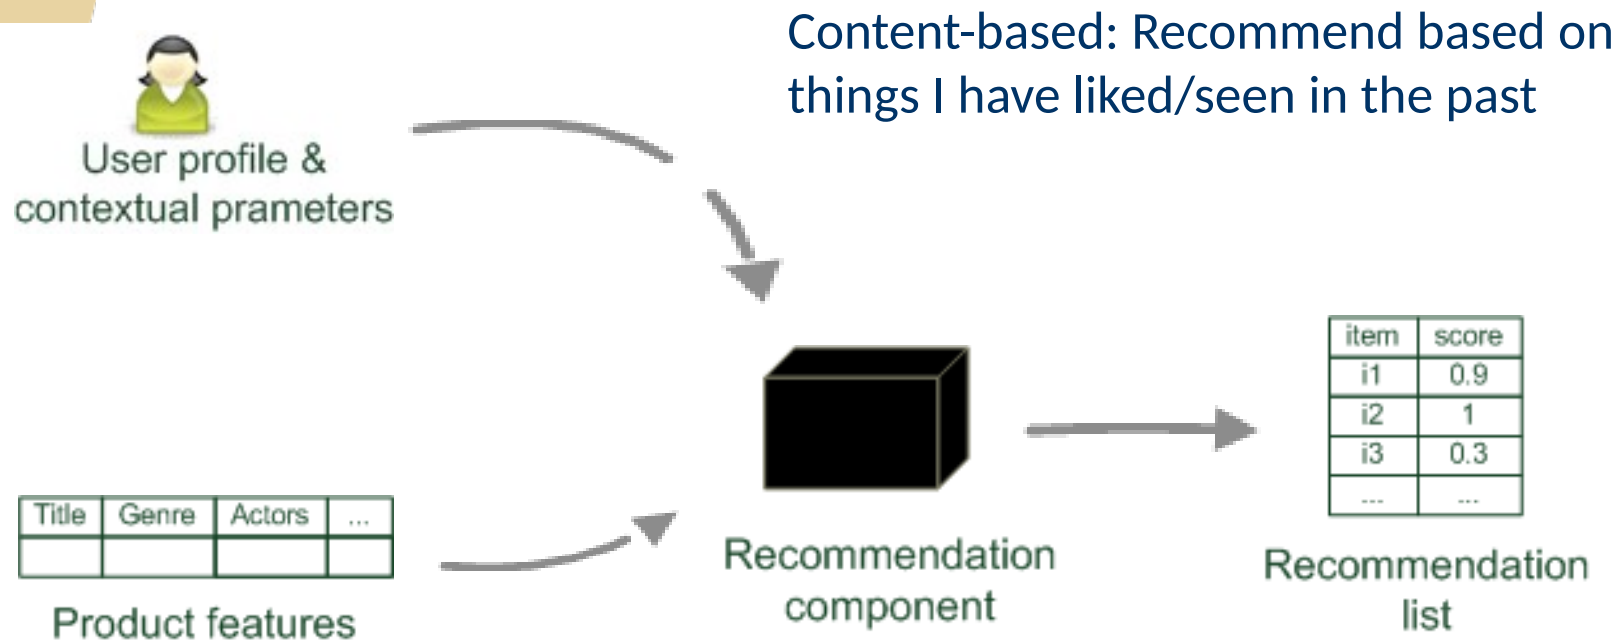 Content-based: Recommend based on
things I have liked/seen in the past
User profile &
contextual prameters
item score
i1 0.9
i2 1
i3 0.3
... ...
Title Genre Actors ...
Product features
Recommendation
component
Recommendation
list